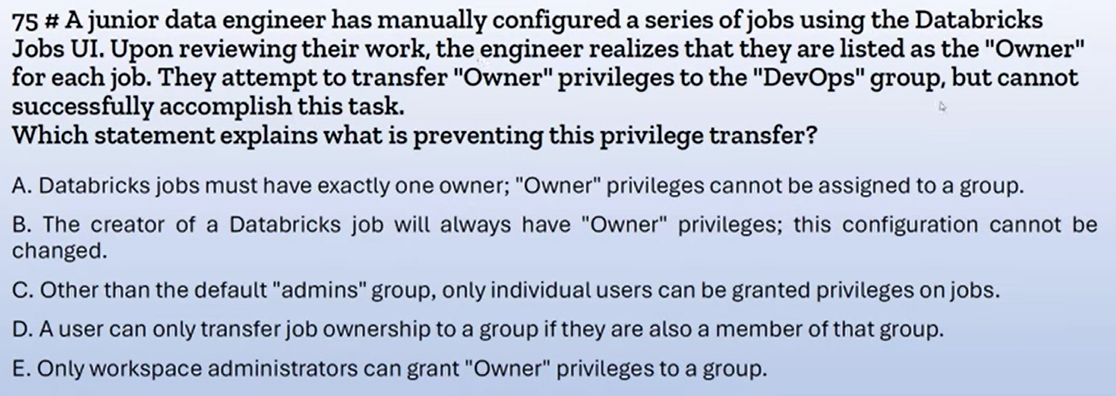 75 # A junior data engineer has manually configured a series of jobs using the Databricks
Jobs UI. Upon reviewing their work, the engineer realizes that they are listed as the "Owner"
for each job. They attempt to transfer "Owner" privileges to the "DevOps" group, but cannot
successfully accomplish this task.
Which statement explains what is preventing this privilege transfer?
A. Databricks jobs must have exactly one owner; "Owner" privileges cannot be assigned to a group.
B. The creator of a Databricks job will always have "Owner" privileges; this configuration cannot be
changed.
C. Other than the default "admins" group, only individual users can be granted privileges on jobs.
D. A user can only transfer job ownership to a group if they are also a member of that group.
E. Only workspace administrators can grant "Owner" privileges to a group.